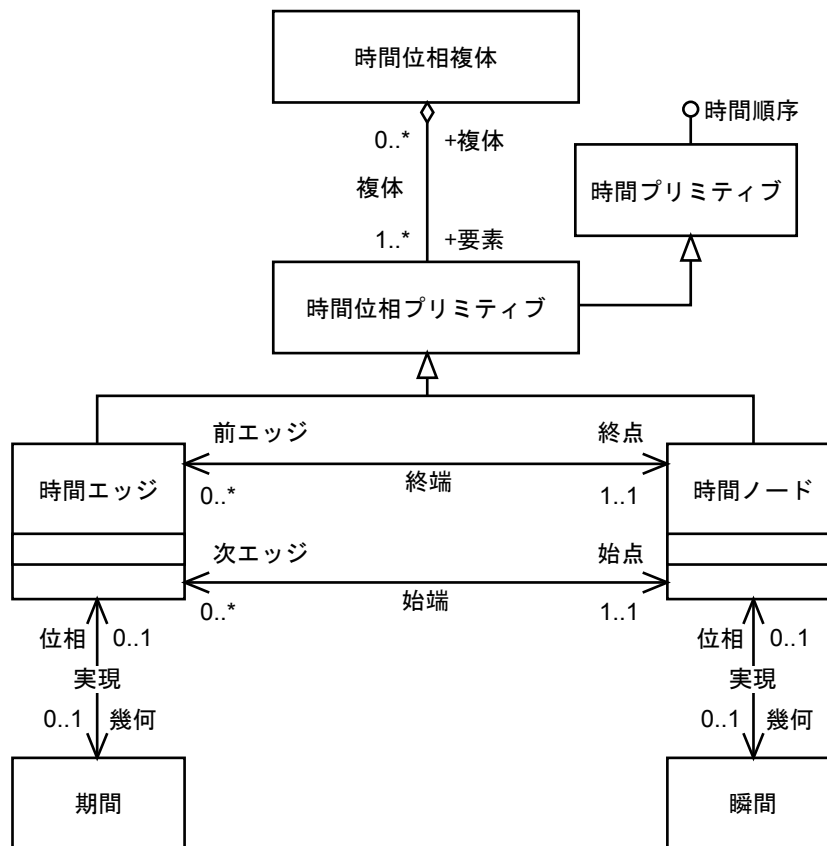 時間位相複体
時間順序
0..* +複体
時間プリミティブ
複体
1..* +要素
時間位相プリミティブ
前エッジ 終点
時間エッジ 終端 時間ノード
0..* 1..1
次エッジ 始点
0..* 始端 1..1
位相 0..1 位相 0..1
実現 実現
0..1 幾何 0..1 幾何
期間 瞬間